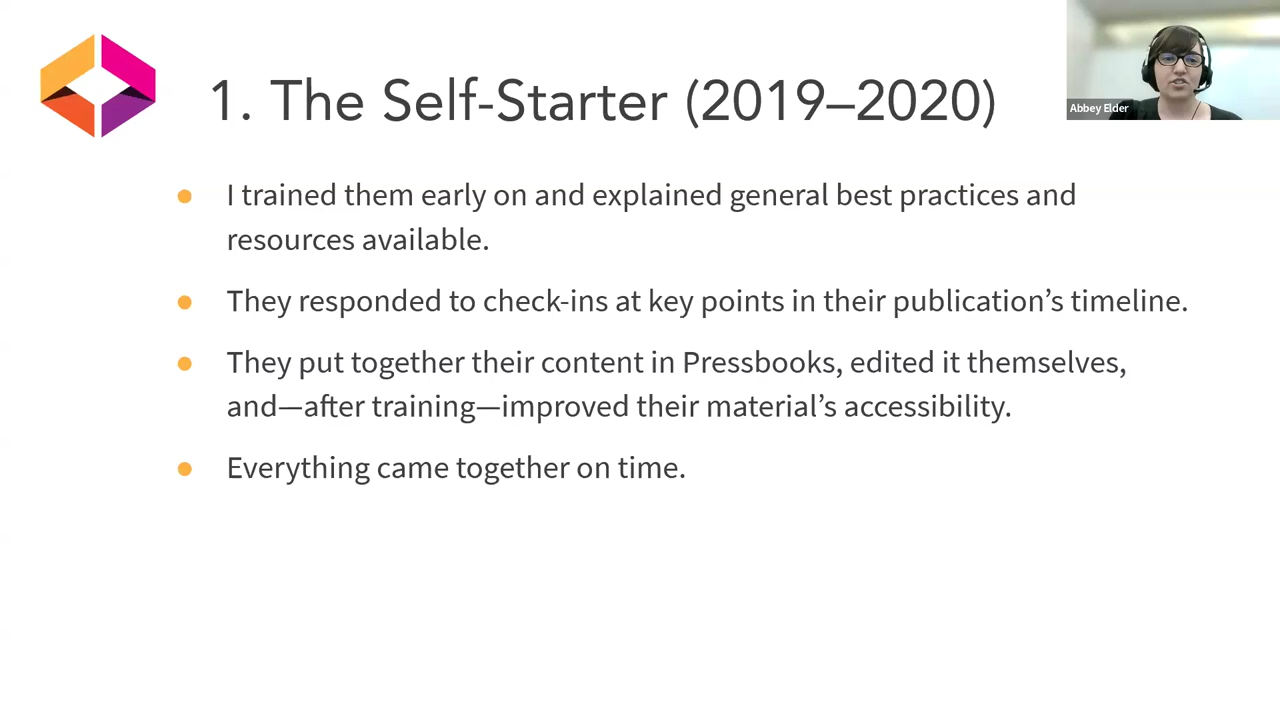 1. The Self-Starter (2019–2020)
Abbey Elder
● I trained them early on and explained general best practices and
resources available.
● They responded to check-ins at key points in their publication’s timeline.
● They put together their content in Pressbooks, edited it themselves,
and—after training—improved their material’s accessibility.
● Everything came together on time.